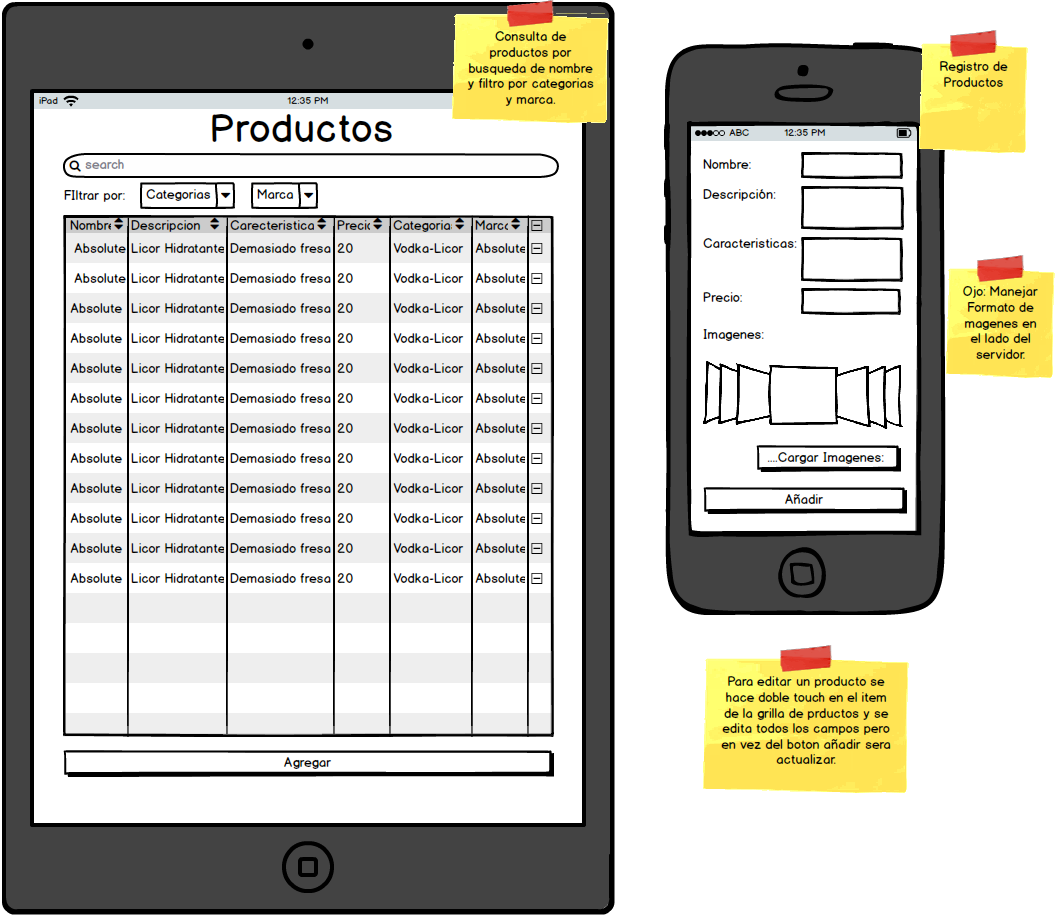 Consulta de
productos por
busqueda de nombre
y filtro por categorias
y marca.
iPad
12:35 PM
Productos
search
FIltrar por:
Categorias
Marca
Nombre Descripcion Carecteristica Precio Categoria Marca
Absolute Licor Hidratante Demasiado fresa 20 Vodka-Licor Absolute
Absolute Licor Hidratante Demasiado fresa 20 Vodka-Licor Absolute
Absolute Licor Hidratante Demasiado fresa 20 Vodka-Licor Absolute
Absolute Licor Hidratante Demasiado fresa 20 Vodka-Licor Absolute
Absolute Licor Hidratante Demasiado fresa 20 Vodka-Licor Absolute
Absolute Licor Hidratante Demasiado fresa 20 Vodka-Licor Absolute
Absolute Licor Hidratante Demasiado fresa 20 Vodka-Licor Absolute
Absolute Licor Hidratante Demasiado fresa 20 Vodka-Licor Absolute
Absolute Licor Hidratante Demasiado fresa 20 Vodka-Licor Absolute
Absolute Licor Hidratante Demasiado fresa 20 Vodka-Licor Absolute
Absolute Licor Hidratante Demasiado fresa 20 Vodka-Licor Absolute
Absolute Licor Hidratante Demasiado fresa 20 Vodka-Licor Absolute
Agregar
Registro de
Productos
ABC 12:35 PM
Nombre:
Descripción:
Caracteristicas:
Precio:
Imagenes:
....Cargar Imagenes:
Añadir
Ojo: Manejar
Formato de
magenes en
el lado del
servidor.
Para editar un producto se
hace doble touch en el item
de la grilla de prductos y se
edita todos los campos pero
en vez del boton añadir sera
actualizar.